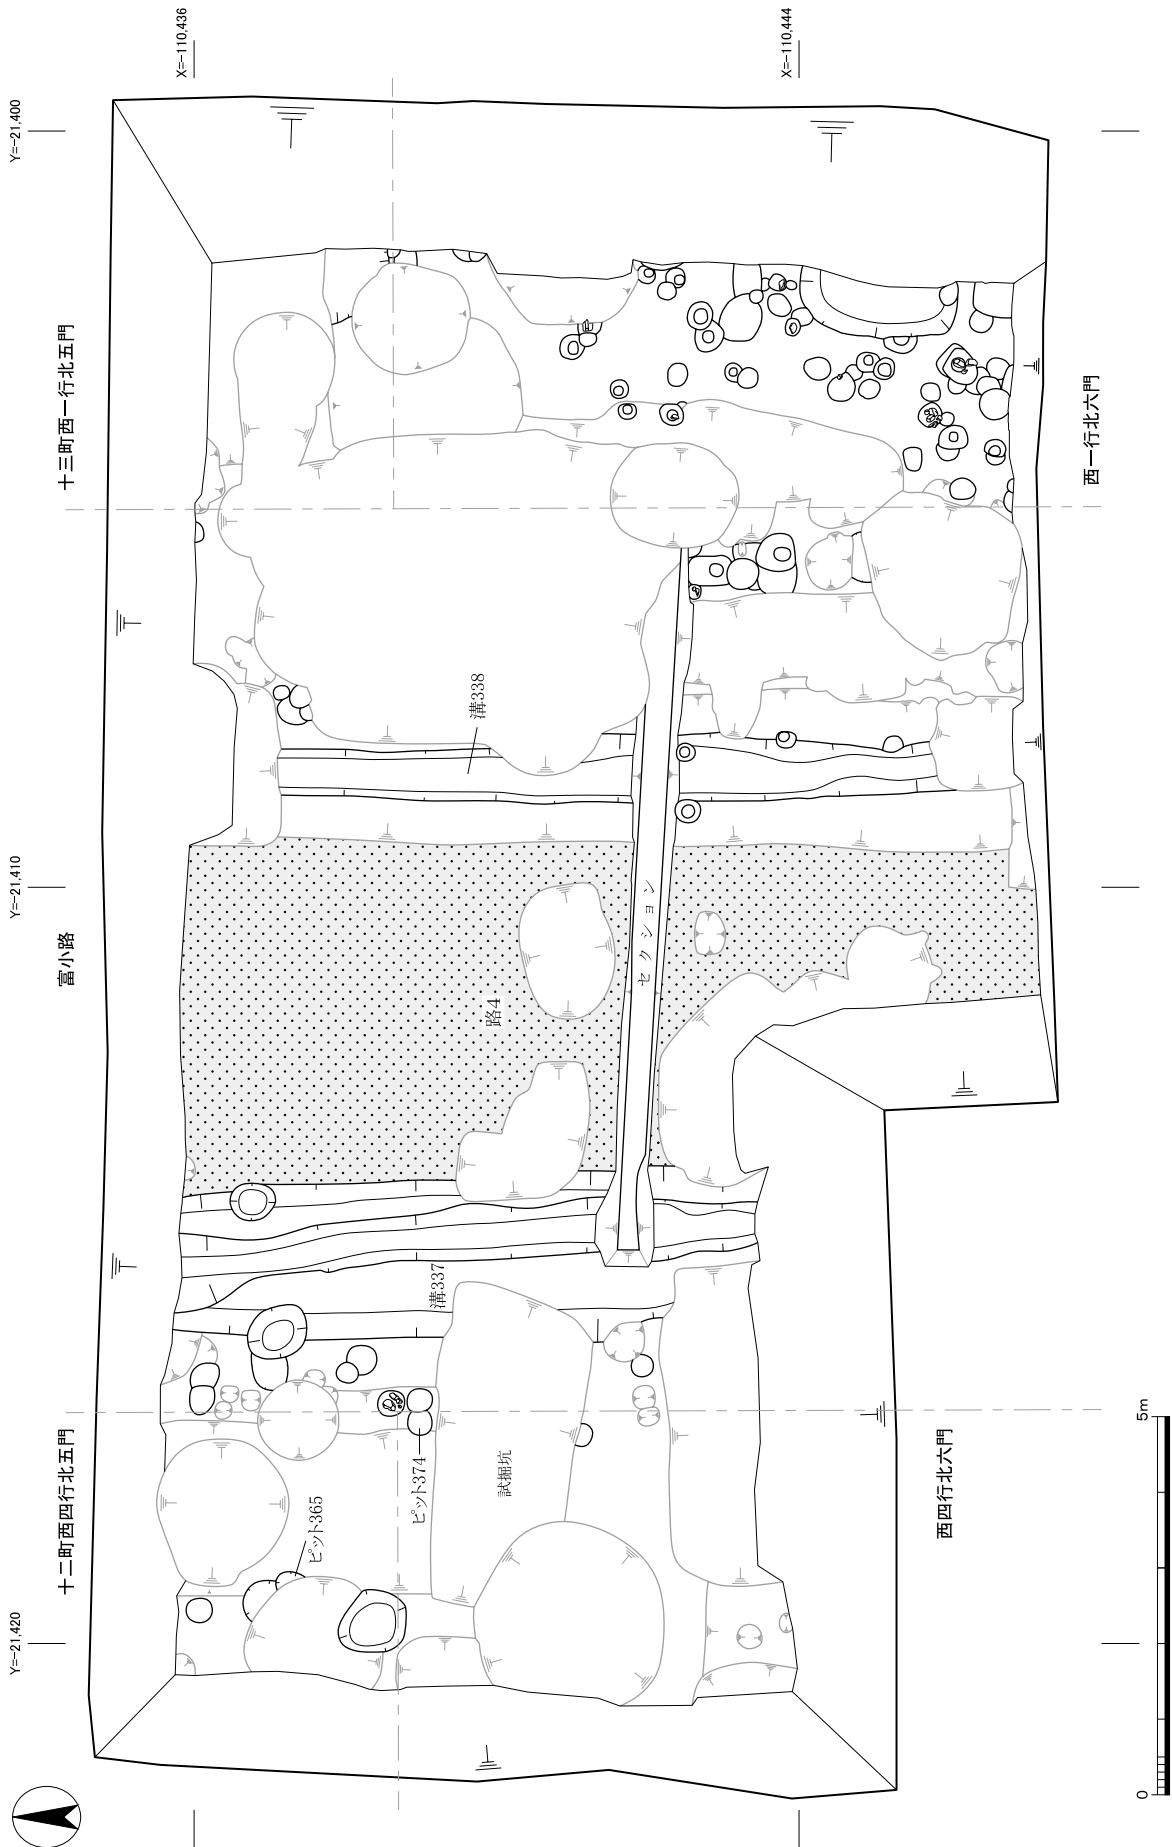 Y=-21,420
Y=-21,410
Y=-21,400
X=-110,436
X=-110,444
十二町西四行北五門
富小路
十三町西一行北五門
ピット365
ピット374
試掘坑
溝337
路4
セクション
溝338
西四行北六門
西一行北六門
0
5m